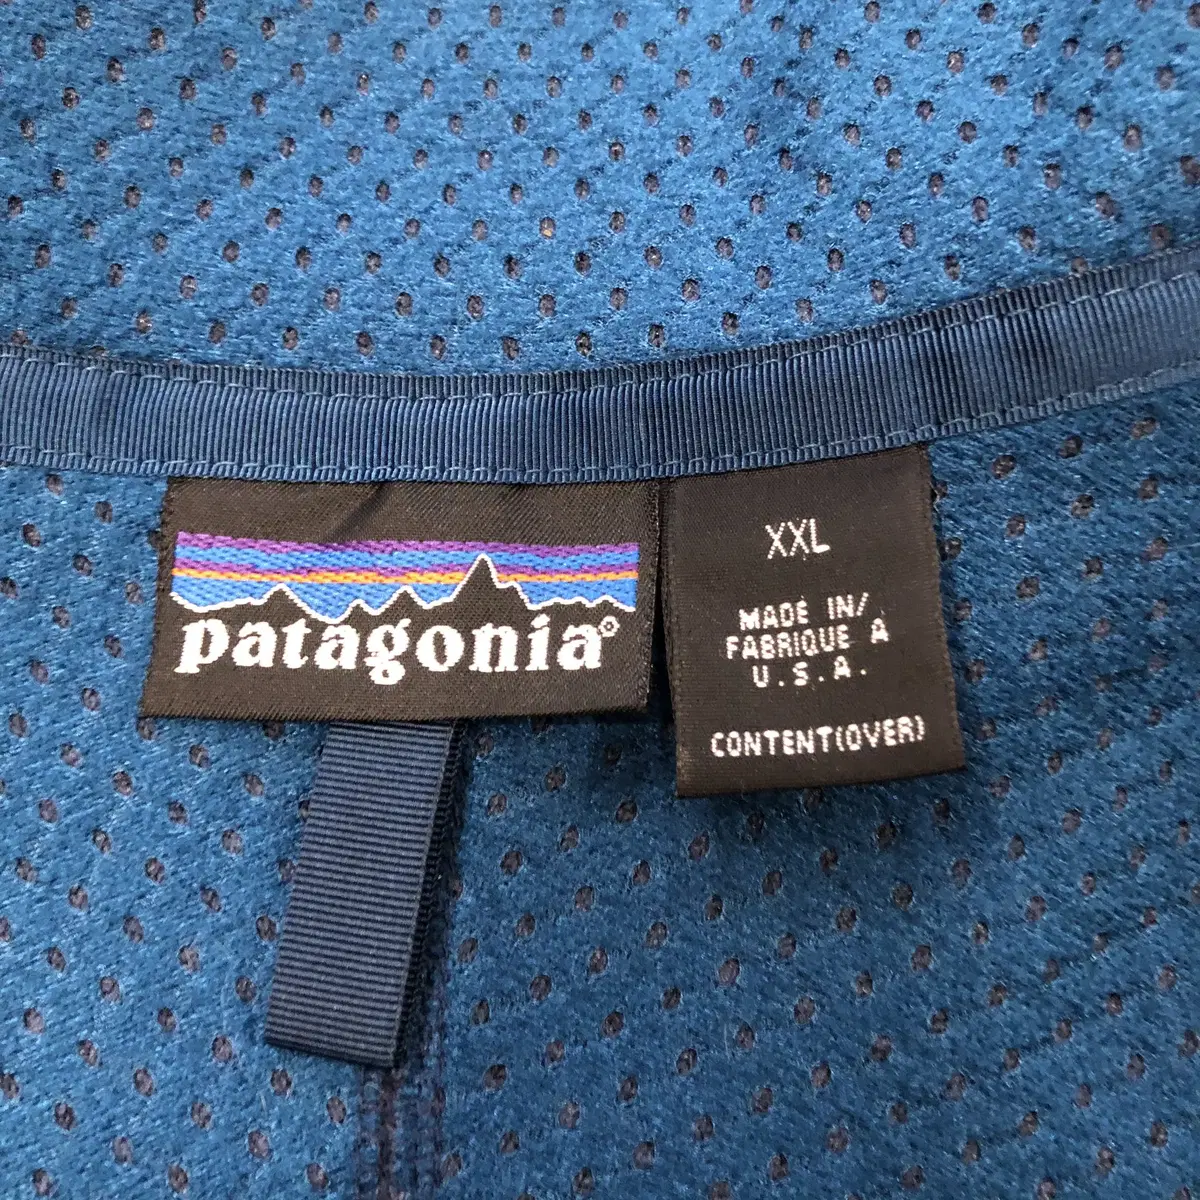 patagonia®
XXL
MADE IN/
FABRIQUE A
U.S.A.
CONTENT(OVER)